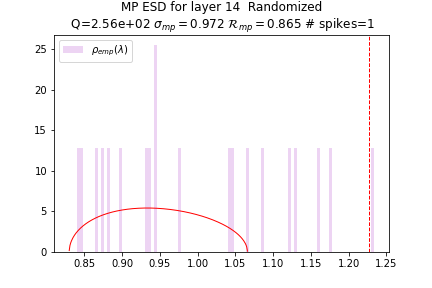 MP ESD for layer 14 Randomized
Q=2.56e+02 σmp = 0.972 Rmp = 0.865 # spikes=1
ρemp(λ)
25
20
15
10
5
0
0.85 0.90 0.95 1.00 1.05 1.10 1.15 1.20 1.25